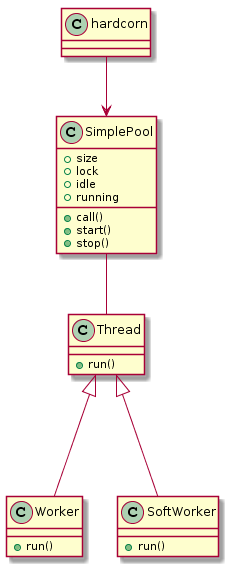 C hardcorn
C SimplePool
size
lock
idle
running
call()
start()
stop()
C Thread
run()
C Worker
run()
C SoftWorker
run()